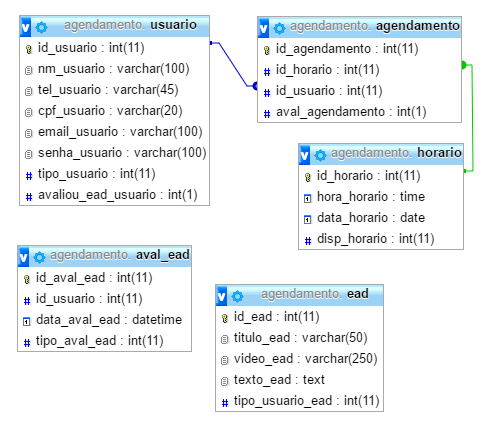 agendamento. usuario
id_usuario : int(11)
nm_usuario : varchar(100)
tel_usuario : varchar(45)
cpf_usuario : varchar(20)
email_usuario : varchar(100)
senha_usuario : varchar(100)
tipo_usuario : int(11)
avaliou_ead_usuario : int(1)
agendamento. agendamento
id_agendamento : int(11)
id_horario : int(11)
id_usuario : int(11)
aval_agendamento : int(1)
agendamento. horario
id_horario : int(11)
hora_horario : time
data_horario : date
disp_horario : int(11)
agendamento. aval_ead
id_aval_ead : int(11)
id_usuario : int(11)
data_aval_ead : datetime
tipo_aval_ead : int(11)
agendamento. ead
id_ead : int(11)
titulo_ead : varchar(50)
video_ead : varchar(250)
texto_ead : text
tipo_usuario_ead : int(11)